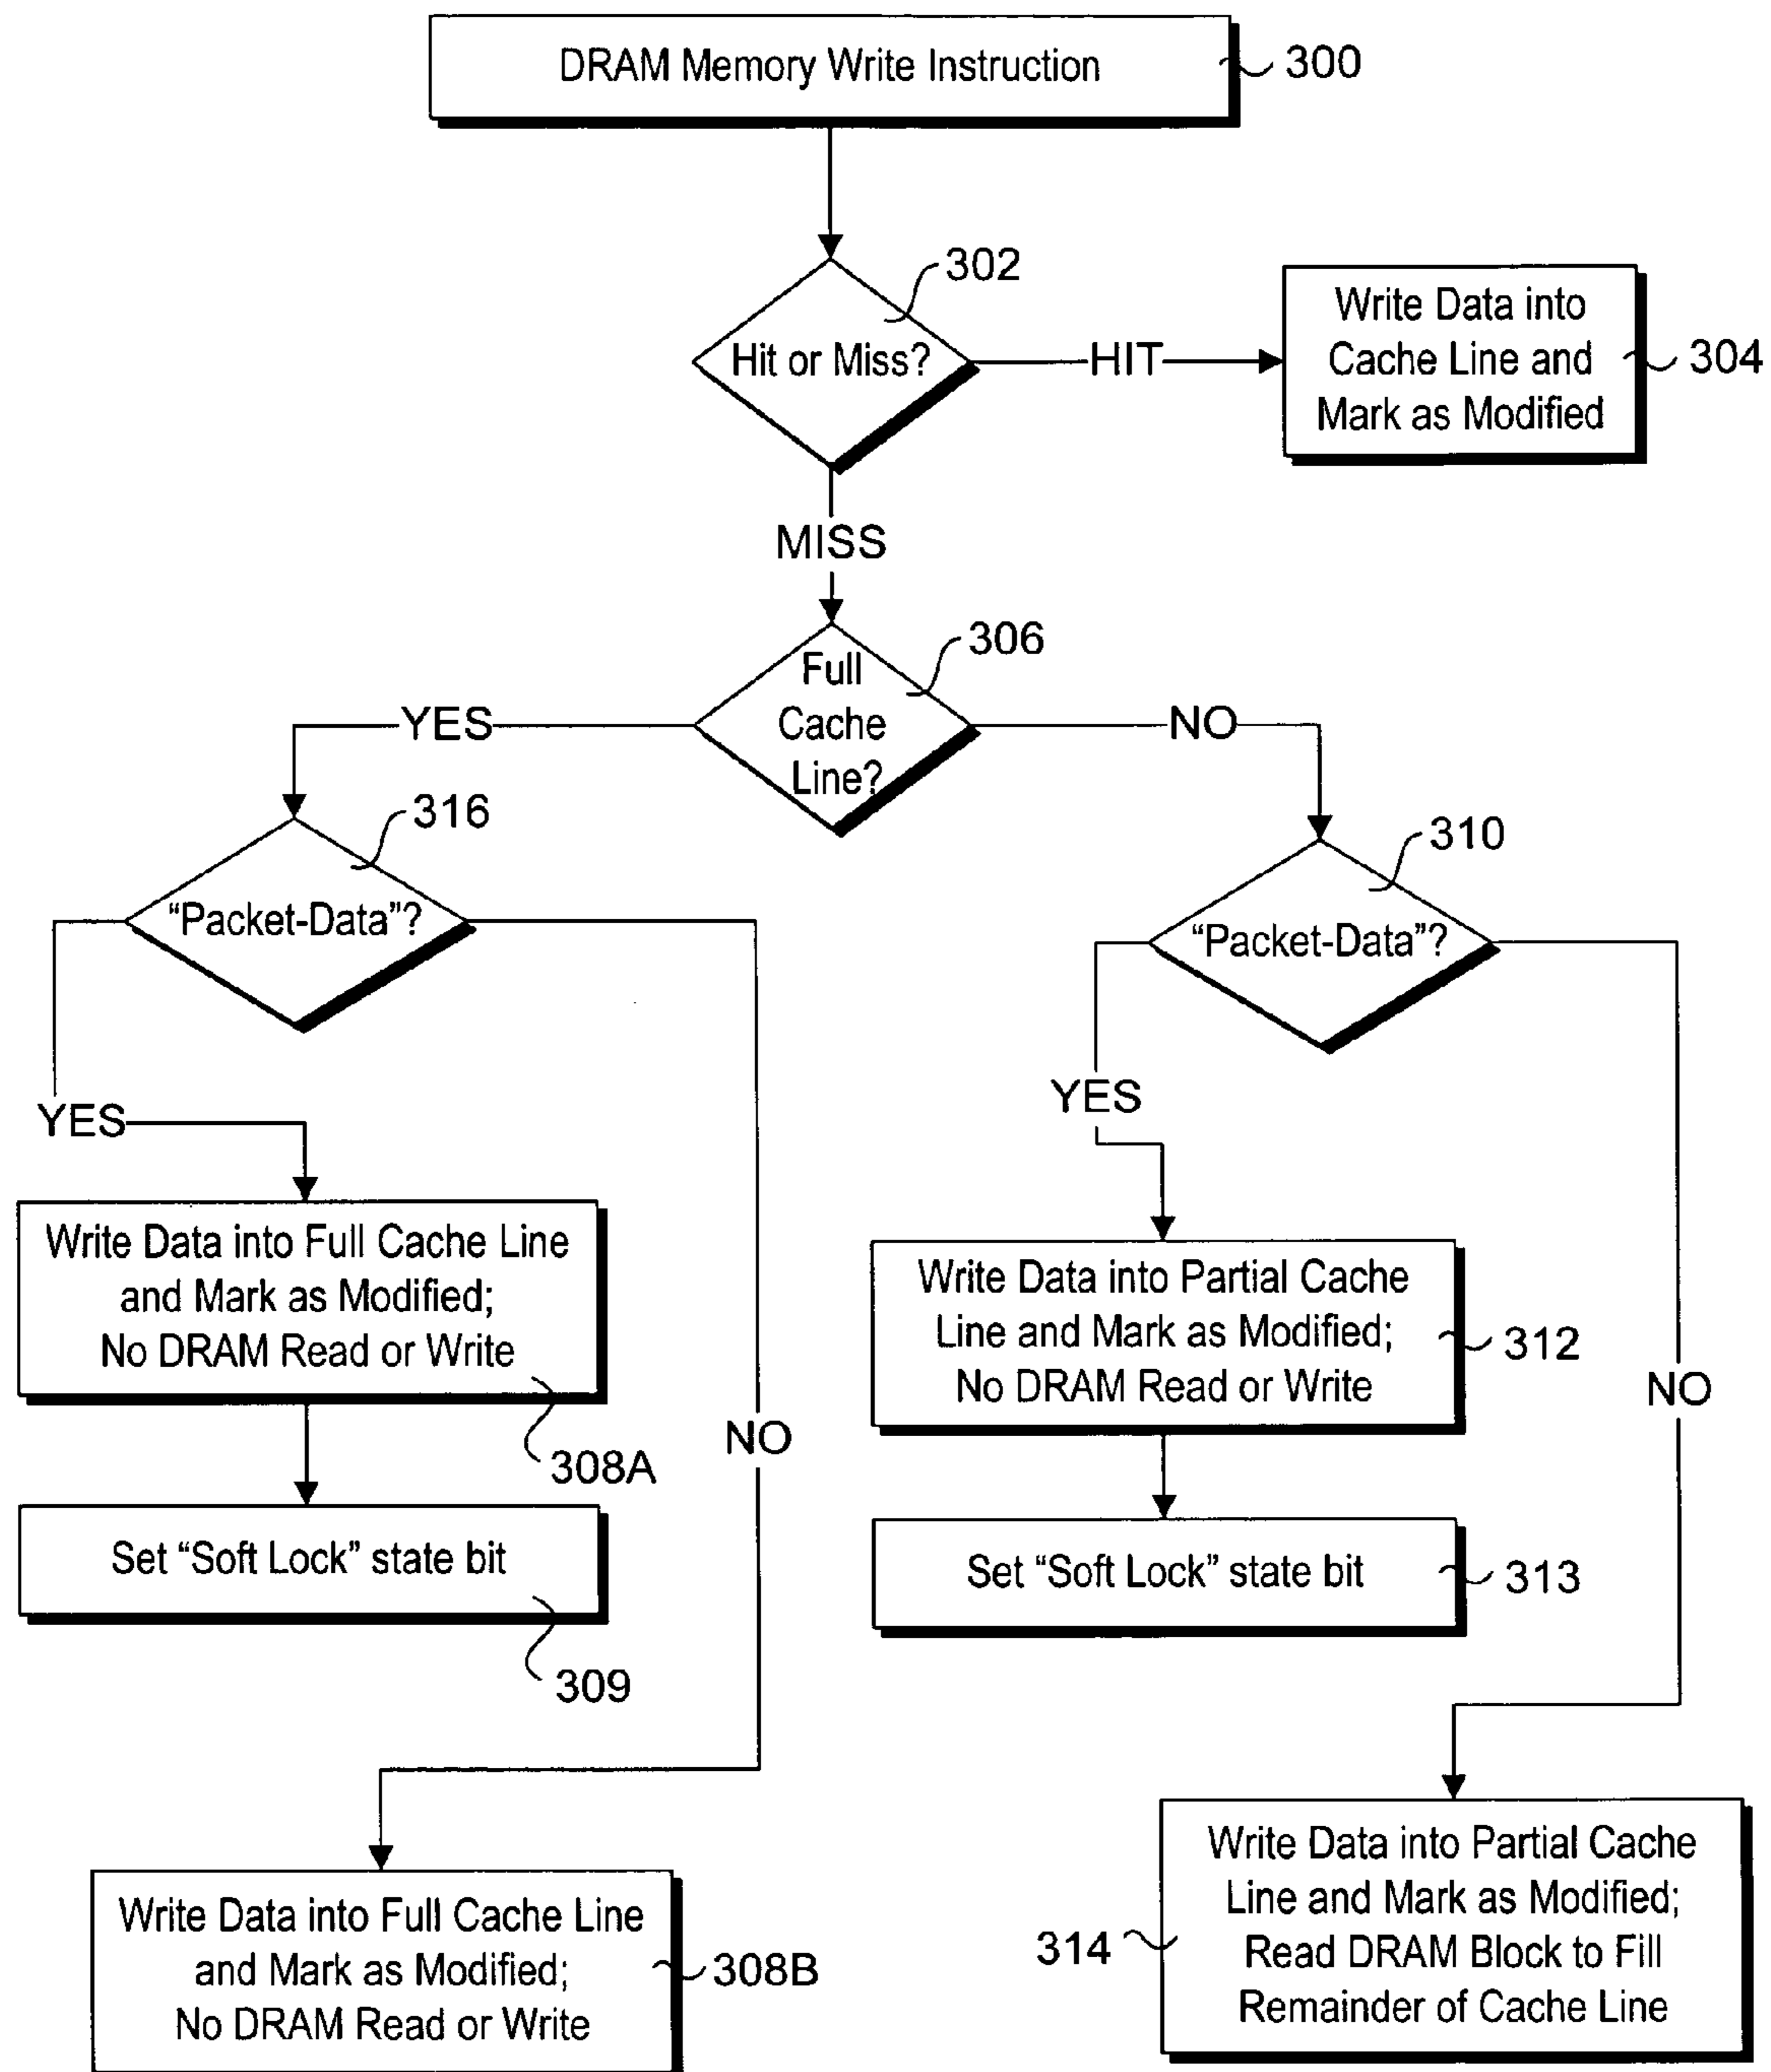 DRAM Memory Write Instruction
300
302
Hit or Miss?
HIT
Write Data into
Cache Line and
Mark as Modified
304
MISS
306
Full
Cache
Line?
YES
NO
316
"Packet-Data"?
310
"Packet-Data"?
YES
YES
Write Data into Full Cache Line
and Mark as Modified;
No DRAM Read or Write
308A
NO
Write Data into Partial Cache
Line and Mark as Modified;
No DRAM Read or Write
312
NO
Set "Soft Lock" state bit
309
Set "Soft Lock" state bit
313
Write Data into Full Cache Line
and Mark as Modified;
No DRAM Read or Write
308B
Write Data into Partial Cache
Line and Mark as Modified;
Read DRAM Block to Fill
Remainder of Cache Line
314